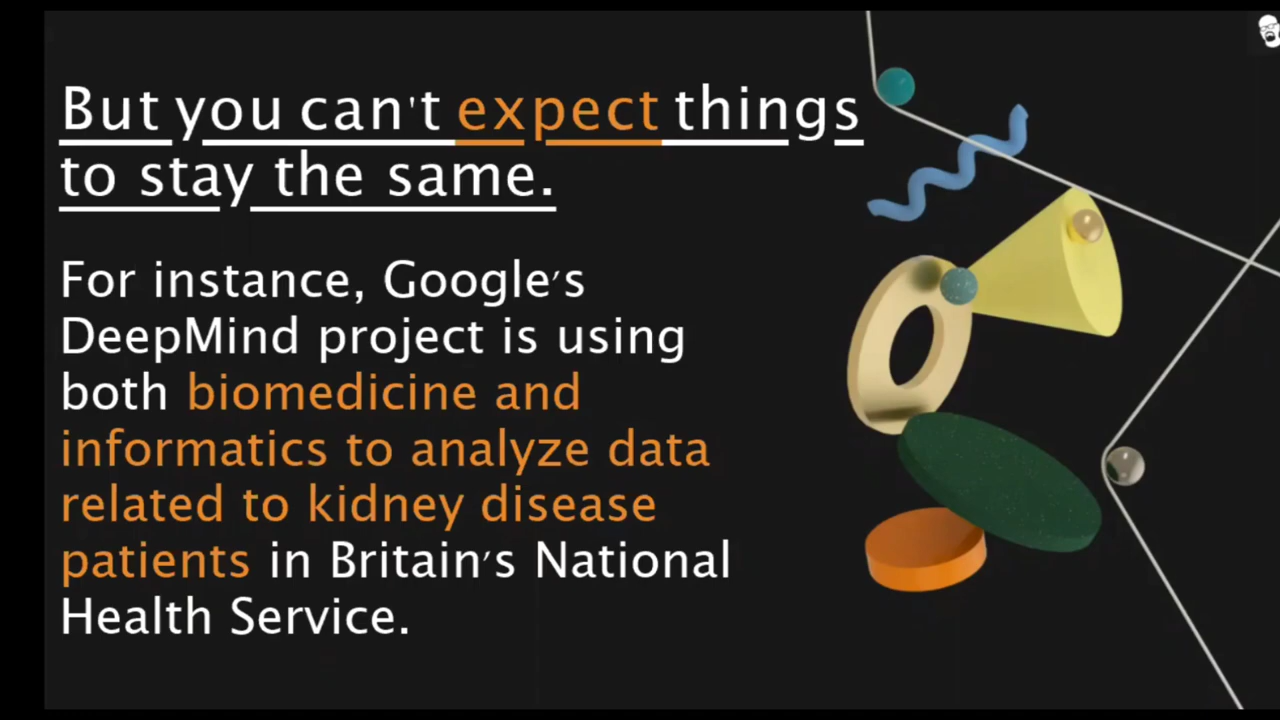 But you can't expect things
to stay the same.
For instance, Google's
DeepMind project is using
both biomedicine and
informatics to analyze data
related to kidney disease
patients in Britain's National
Health Service.